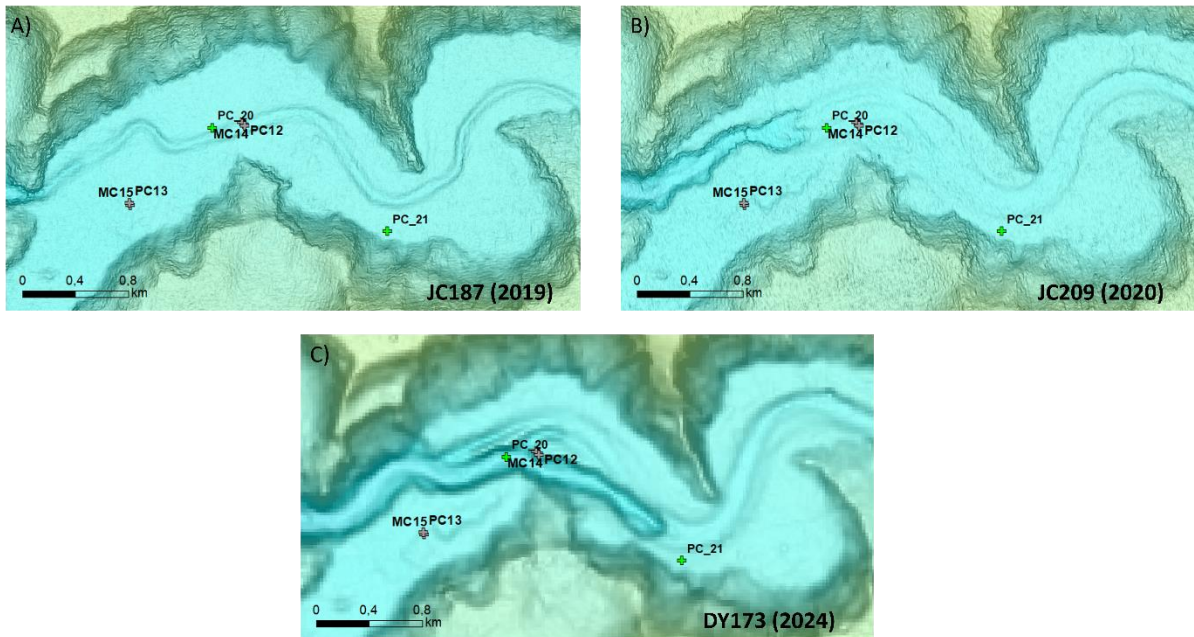 A)
PC_20
MC14 PC12
MC15 PC13
PC_21
0 0,4 0,8
km
JC187 (2019)
B)
PC_20
MC14 PC12
MC15 PC13
PC_21
0 0,4 0,8
km
JC209 (2020)
C)
PC_20
MC14 PC12
MC15 PC13
PC_21
0 0,4 0,8
km
DY173 (2024)